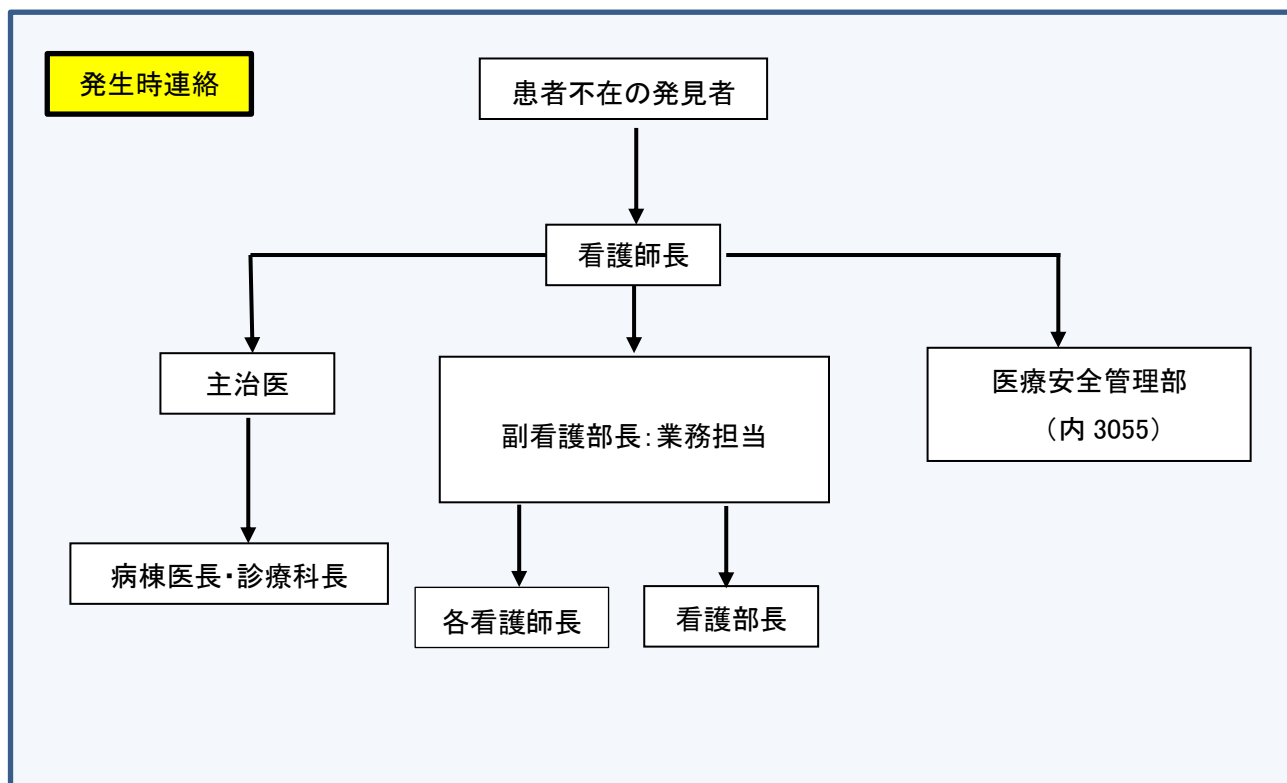 発生時連絡
患者不在の発見者
看護師長
主治医
副看護部長：業務担当
医療安全管理部
（内 3055）
病棟医長・診療科長
各看護師長
看護部長